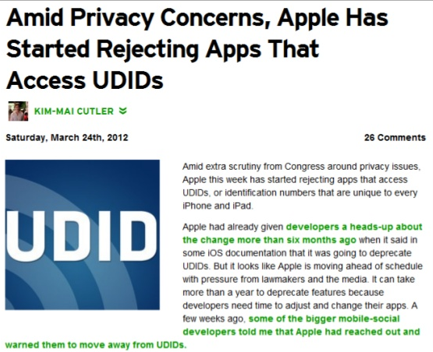 Amid Privacy Concerns, Apple Has
Started Rejecting Apps That
Access UDIDs
KIM-MAI CUTLER
Saturday, March 24th, 2012
26 Comments
UDID
Amid extra scrutiny from Congress around privacy issues,
Apple this week has started rejecting apps that access
UDIDs, or identification numbers that are unique to every
iPhone and iPad.
Apple had already given developers a heads-up about
the change more than six months ago when it said in
some iOS documentation that it was going to deprecate
UDIDs. But it looks like Apple is moving ahead of schedule
with pressure from lawmakers and the media. It can take
more than a year to deprecate features because
developers need time to adjust and change their apps. A
few weeks ago, some of the bigger mobile-social
developers told me that Apple had reached out and
warned them to move away from UDIDs.